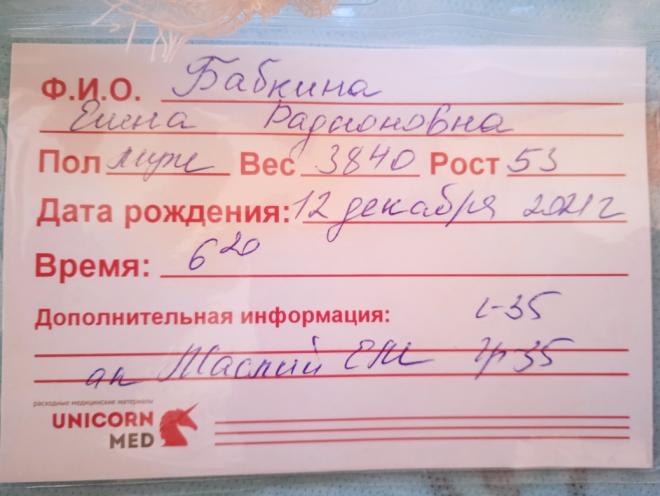 Ф.И.О. Бабкина
Елена Радионовна
Пол муж Вес 3840 Рост 53
Дата рождения: 12 декабря 2021 г
Время: 6 20
Дополнительная информация: 35
35
расходные медицинские материалы
UNICORN
MED